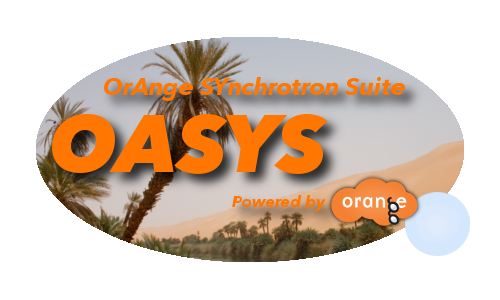 OrAnge SYnchrotron Suite
OASYS
Powered by orange